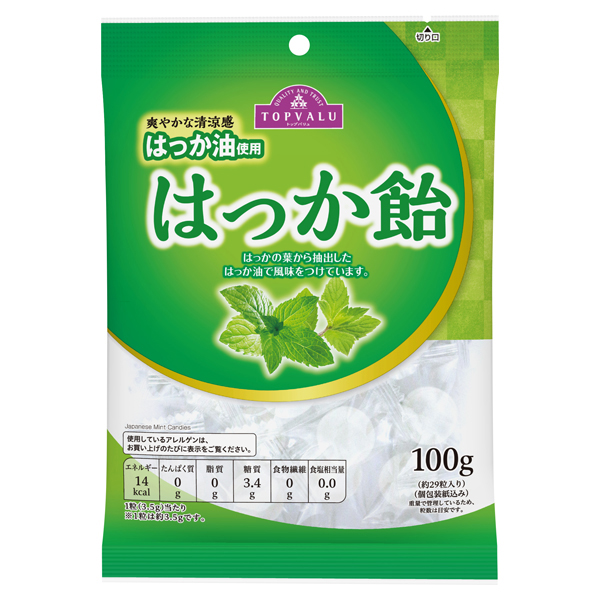 切り口
QUALITY AND TRUST
TOPVALU
トップバリュ
爽やかな清涼感
はっか油使用
はっか飴
はっかの葉から抽出した
はっか油で風味をつけています。
Japanese Mint Candies
使用しているアレルゲンは、
お買い上げのたびに表示をご覧ください。
エネルギー たんぱく質 脂質 糖質 食物繊維 食塩相当量
14 0 0 3.4 0 0.0
kcal g g g g g
1粒(3.5g)当たり
※1粒は約3.5gです。
100g
(約29粒入り)
(個包装紙込み)
重量で管理しているため、
粒数は目安です。